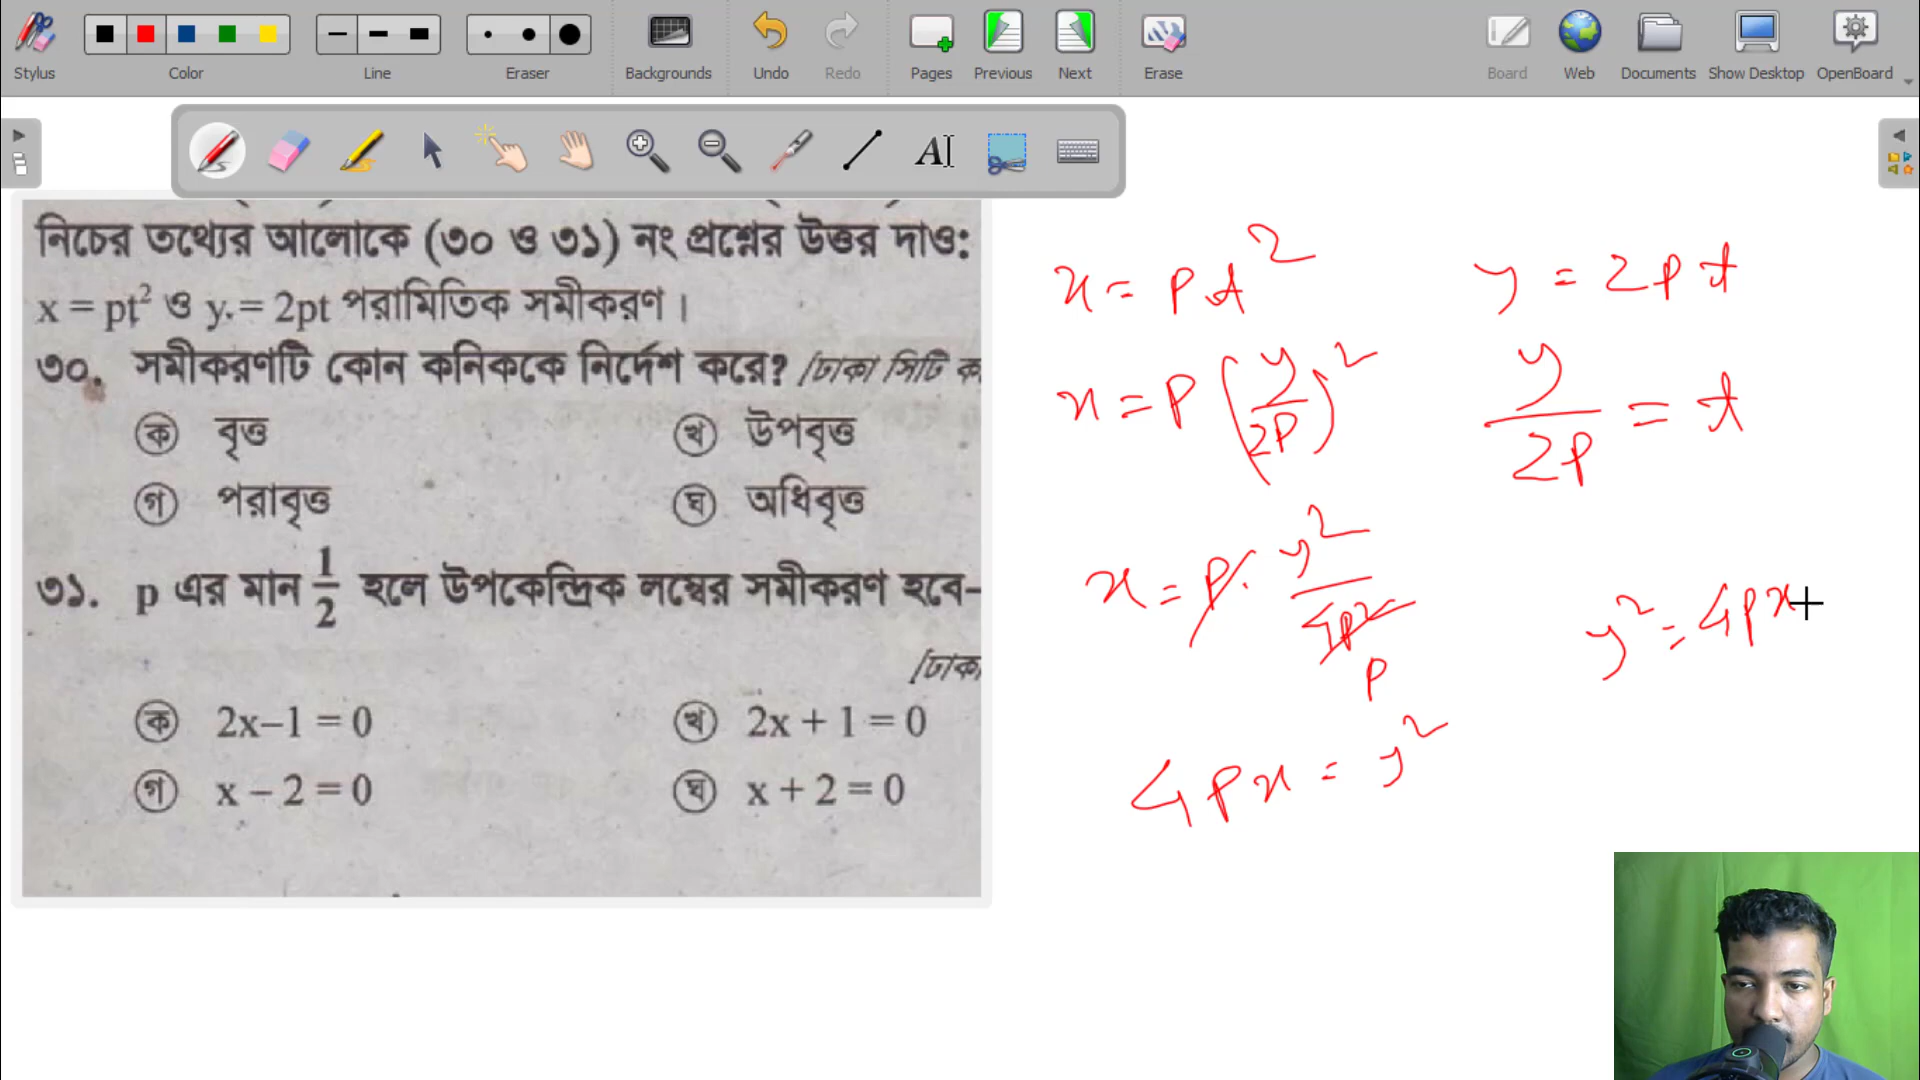 Stylus Color Line Eraser Backgrounds Undo Redo Pages Previous Next Erase Board Web Documents Show Desktop OpenBoard
নিচের তথ্যের আলোকে (৩০ ও ৩১) নং প্রশ্নের উত্তর দাও:
x = pt² ও y. = 2pt পরামিতিক সমীকরণ।
৩০. সমীকরণটি কোন কনিককে নির্দেশ করে? [ঢাকা সিটি ক
ক বৃত্ত খ উপবৃত্ত
গ পরাবৃত্ত ঘ অধিবৃত্ত
৩১. p এর মান 1/2 হলে উপকেন্দ্রিক লম্বের সমীকরণ হবে–
[ঢাকা
ক 2x–1 = 0 খ 2x + 1 = 0
গ x – 2 = 0 ঘ x + 2 = 0
x = pt² y = 2pt
x = p (y/2p)² y/2p = t
x = p. y²/4p² p y² = 4px
4px = y²